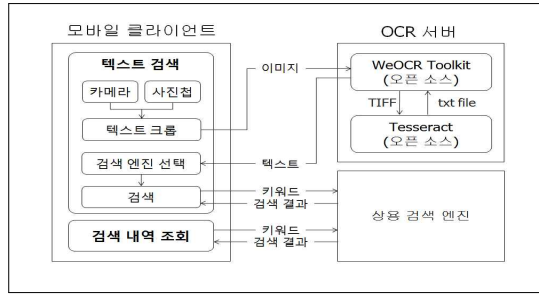 모바일 클라이언트
텍스트 검색
카메라
사진첩
텍스트 크롭
검색 엔진 선택
검색
검색 내역 조회
이미지
텍스트
키워드
검색 결과
키워드
검색 결과
OCR 서버
WeOCR Toolkit
(오픈 소스)
TIFF
txt file
Tesseract
(오픈 소스)
상용 검색 엔진